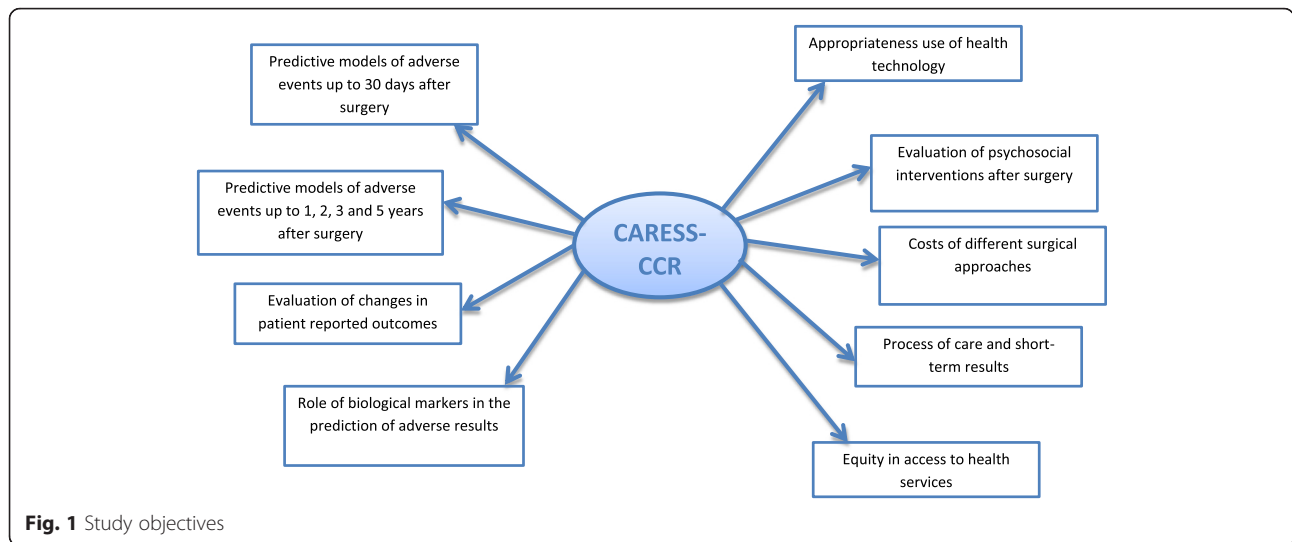 Predictive models of adverse
events up to 30 days after
surgery
Predictive models of adverse
events up to 1, 2, 3 and 5 years
after surgery
Evaluation of changes in
patient reported outcomes
Role of biological markers in the
prediction of adverse results
CARESS-
CCR
Appropriateness use of health
technology
Evaluation of psychosocial
interventions after surgery
Costs of different surgical
approaches
Process of care and short-
term results
Equity in access to health
services
Fig. 1 Study objectives